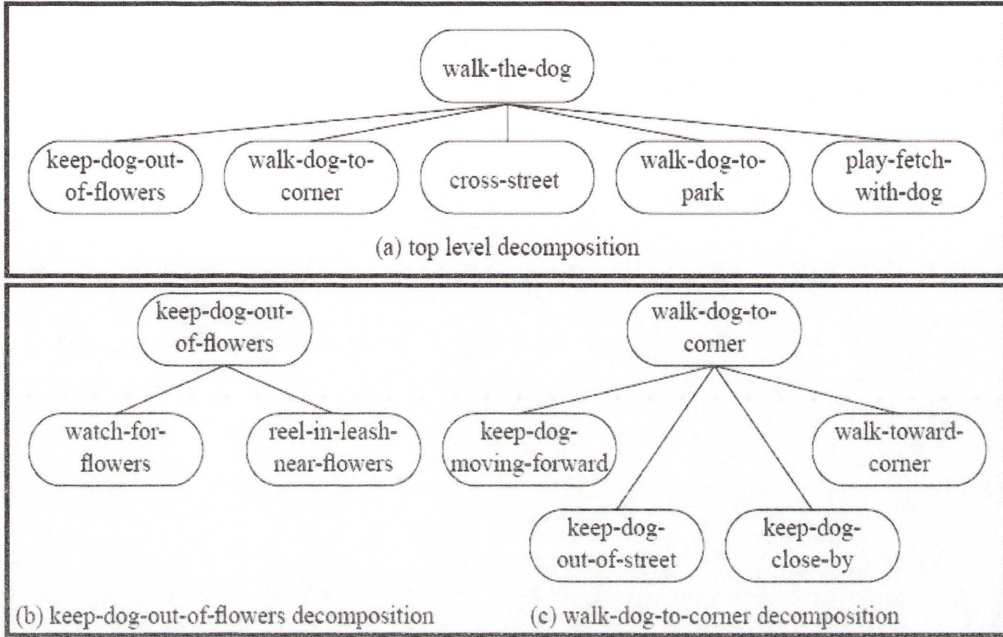 walk-the-dog
keep-dog-out-
of-flowers
walk-dog-to-
corner
cross-street
walk-dog-to-
park
play-fetch-
with-dog
(a) top level decomposition
keep-dog-out-
of-flowers
watch-for-
flowers
reel-in-leash-
near-flowers
(b) keep-dog-out-of-flowers decomposition
walk-dog-to-
corner
keep-dog-
moving-forward
walk-toward-
corner
keep-dog-
out-of-street
keep-dog-
close-by
(c) walk-dog-to-corner decomposition